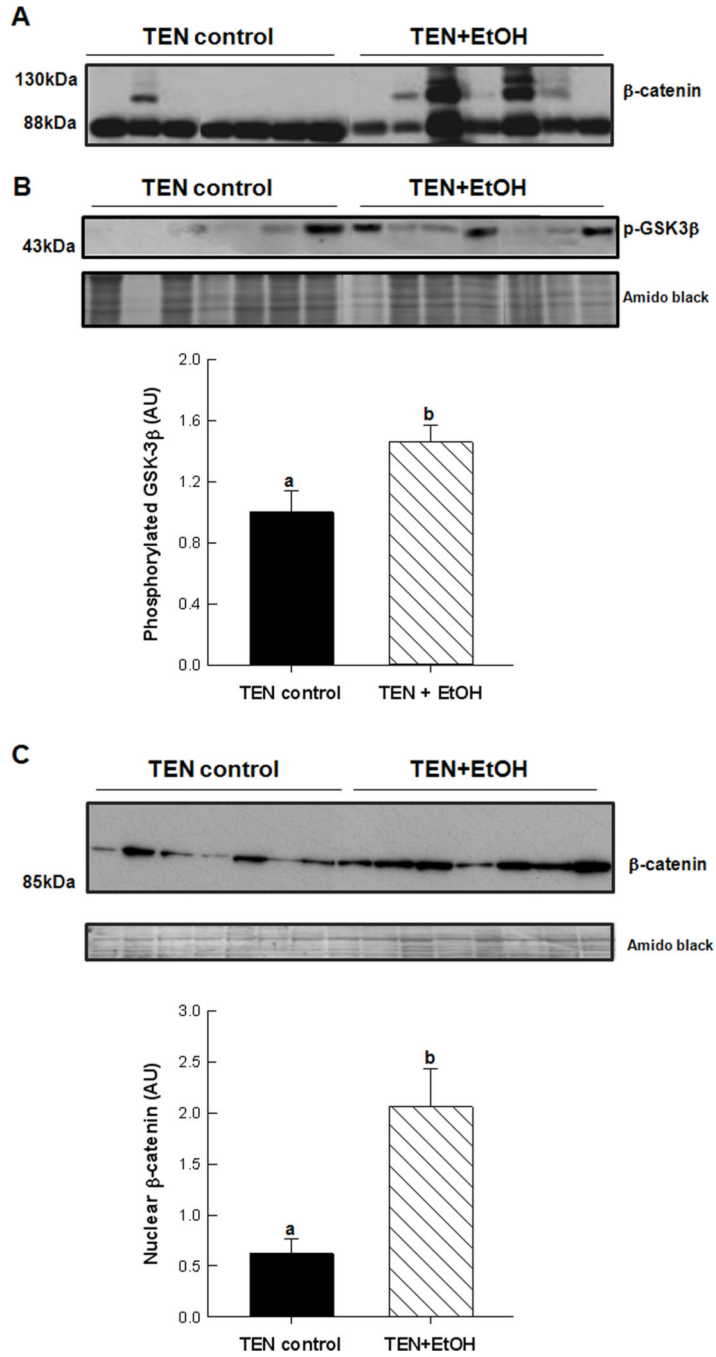 A
TEN control TEN+EtOH
130kDa
β-catenin
88kDa
B
TEN control TEN+EtOH
p-GSK3β
43kDa
Amido black
2.0
1.6
1.2
0.8
0.4
0.0
Phosphorylated GSK-3β (AU)
a
b
TEN control TEN + EtOH
C
TEN control TEN+EtOH
β-catenin
85kDa
Amido black
3.0
2.5
2.0
1.5
1.0
0.5
0.0
Nuclear β-catenin (AU)
a
b
TEN control TEN+EtOH